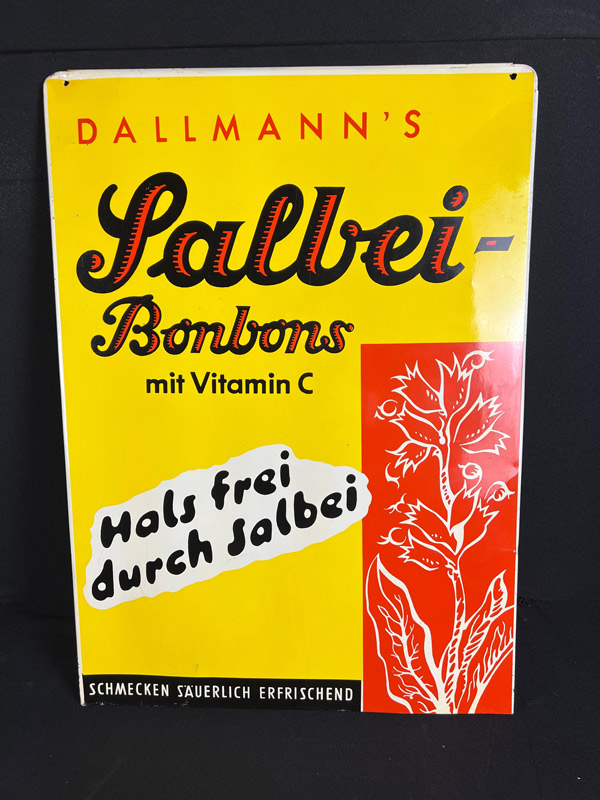 DALLMANN'S
Salbei-
Bonbons
mit Vitamin C
Hals frei
durch Salbei
SCHMECKEN SÄUERLICH ERFRISCHEND